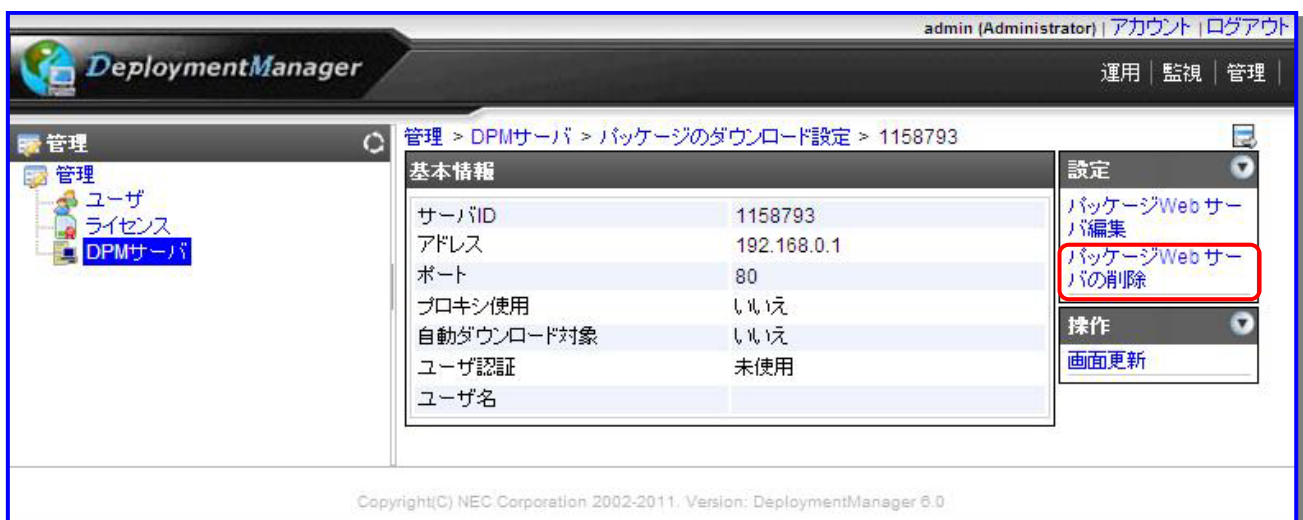 admin (Administrator) | アカウント | ログアウト
DeploymentManager
運用 | 監視 | 管理 |
管理
管理
ユーザ
ライセンス
DPMサーバ
管理 > DPMサーバ > パッケージのダウンロード設定 > 1158793
基本情報
サーバID 1158793
アドレス 192.168.0.1
ポート 80
プロキシ使用 いいえ
自動ダウンロード対象 いいえ
ユーザ認証 未使用
ユーザ名
設定
パッケージWeb サー
バ編集
パッケージWeb サー
バの削除
操作
画面更新
Copyright(C) NEC Corporation 2002-2011. Version: DeploymentManager 6.0